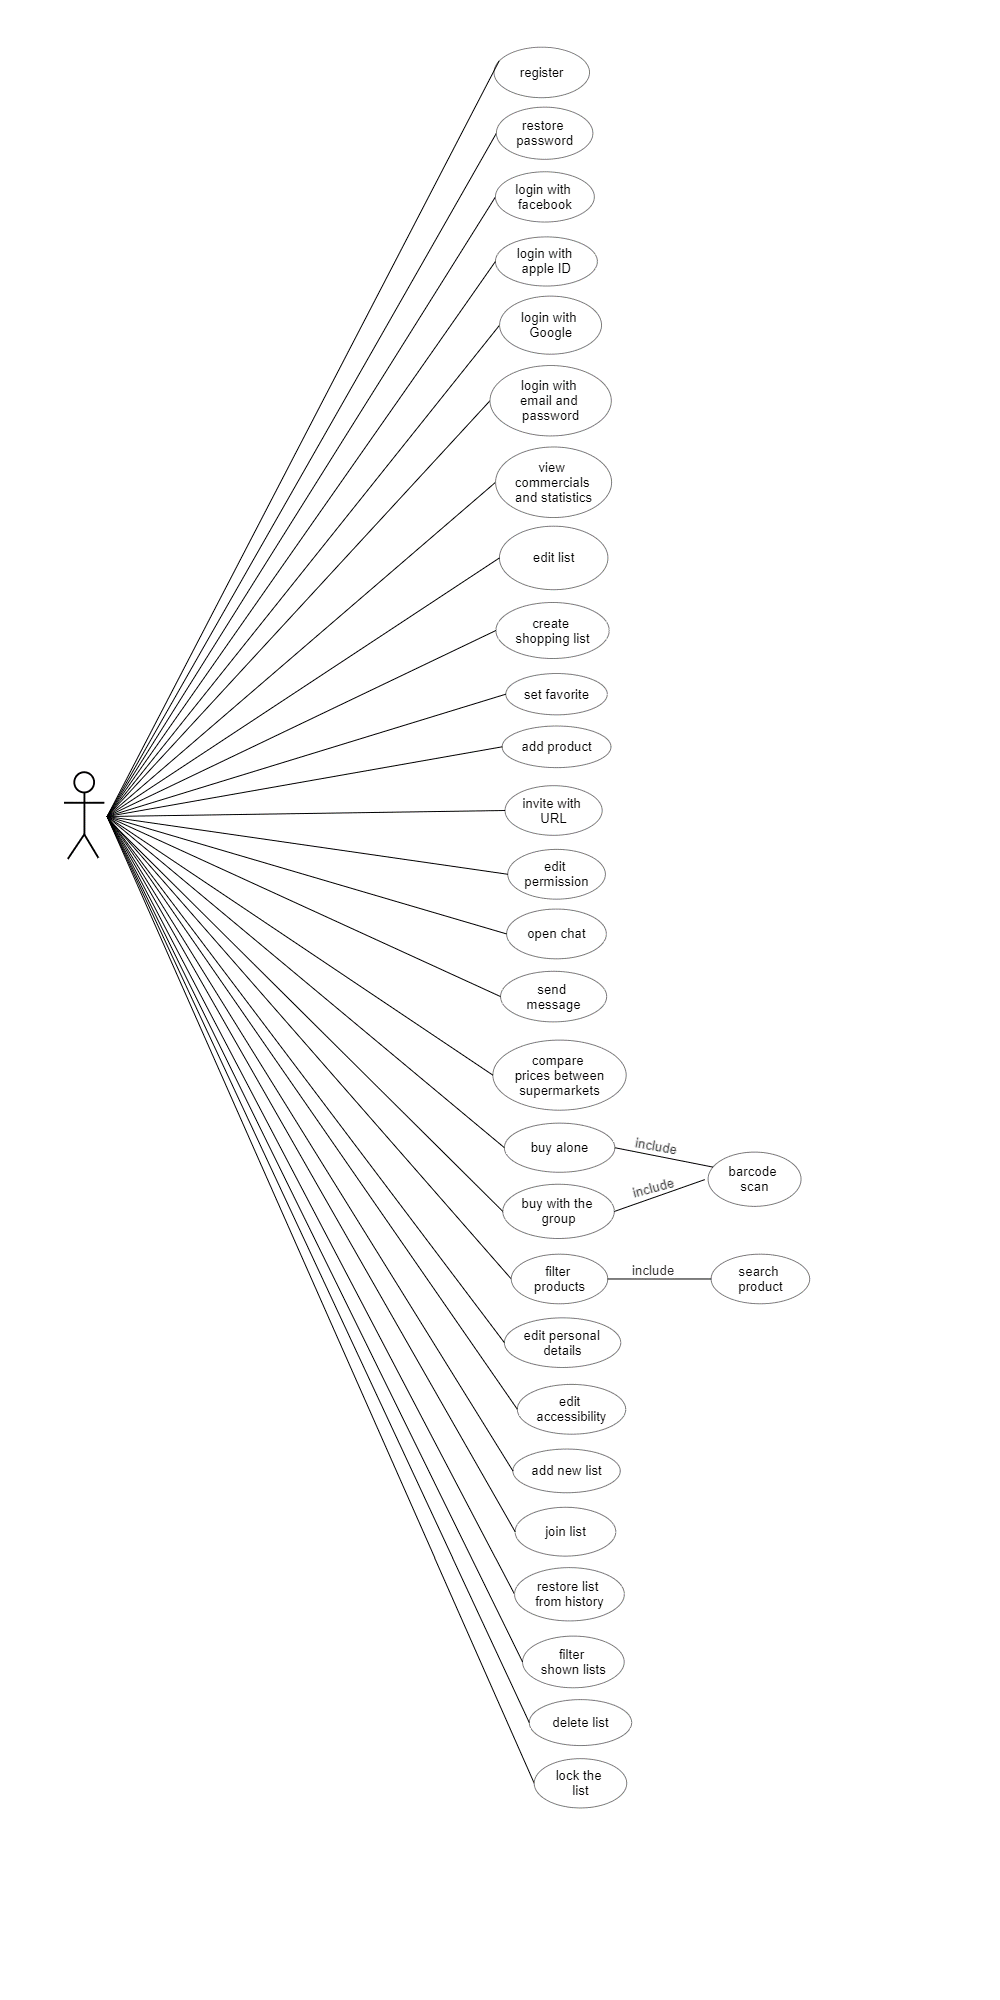 register
restore
password
login with
facebook
login with
apple ID
login with
Google
login with
email and
password
view
commercials
and statistics
edit list
create
shopping list
set favorite
add product
invite with
URL
edit
permission
open chat
send
message
compare
prices between
supermarkets
buy alone
include
barcode
scan
buy with the
group
include
filter
products
include
search
product
edit personal
details
edit
accessibility
add new list
join list
restore list
from history
filter
shown lists
delete list
lock the
list